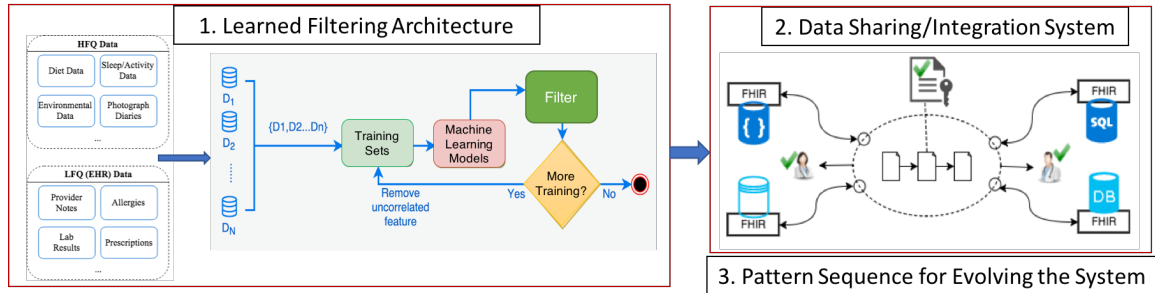 1. Learned Filtering Architecture
HFQ Data
Diet Data
Sleep/Activity
Data
Environmental
Data
Photograph
Diaries
...
LFQ (EHR) Data
Provider
Notes
Allergies
Lab
Results
Prescriptions
...
D1
D2
......
DN
{D1,D2...Dn}
Training
Sets
Machine
Learning
Models
Filter
More
Training?
Yes
No
Remove
uncorrelated
feature
2. Data Sharing/Integration System
FHIR
{ }
FHIR
SQL
FHIR
DB
FHIR
3. Pattern Sequence for Evolving the System